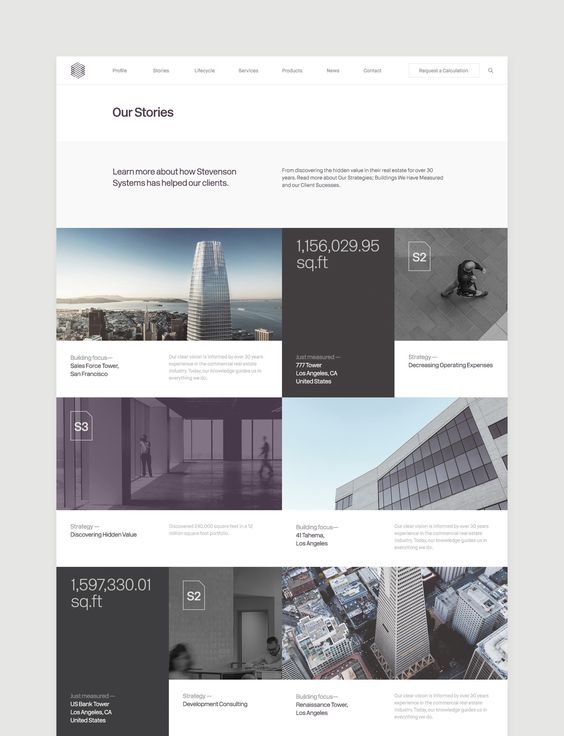 Profile
Stories
Lifecycle
Services
Products
News
Contact
Request a Calculation
Our Stories
Learn more about how Stevenson
Systems has helped our clients.
From discovering the hidden value in their real estate for over 30
years. Read more about Our Strategies; Buildings We Have Measured
and our Client Sucesses.
1,156,029.95
sq.ft
Just measured —
777 Tower
Los Angeles, CA
United States
S2
Strategy —
Decreasing Operating Expenses
Building focus—
Sales Force Tower,
San Francisco
Our clear vision is informed by over 30 years
experience in the commercial real estate
industry. Today, our knowledge guides us in
everything we do.
S3
Strategy —
Discovering Hidden Value
Discovered 240,000 square feet in a 12
million square foot portfolio.
Building focus—
41 Tahema,
Los Angeles
Our clear vision is informed by over 30 years
experience in the commercial real estate
industry. Today, our knowledge guides us in
everything we do.
1,597,330.01
sq.ft
Just measured —
US Bank Tower
Los Angeles, CA
United States
S2
Strategy —
Development Consulting
Building focus—
Renaissance Tower,
Los Angeles
Our clear vision is informed by over 30 years
experience in the commercial real estate
industry. Today, our knowledge guides us in
everything we do.